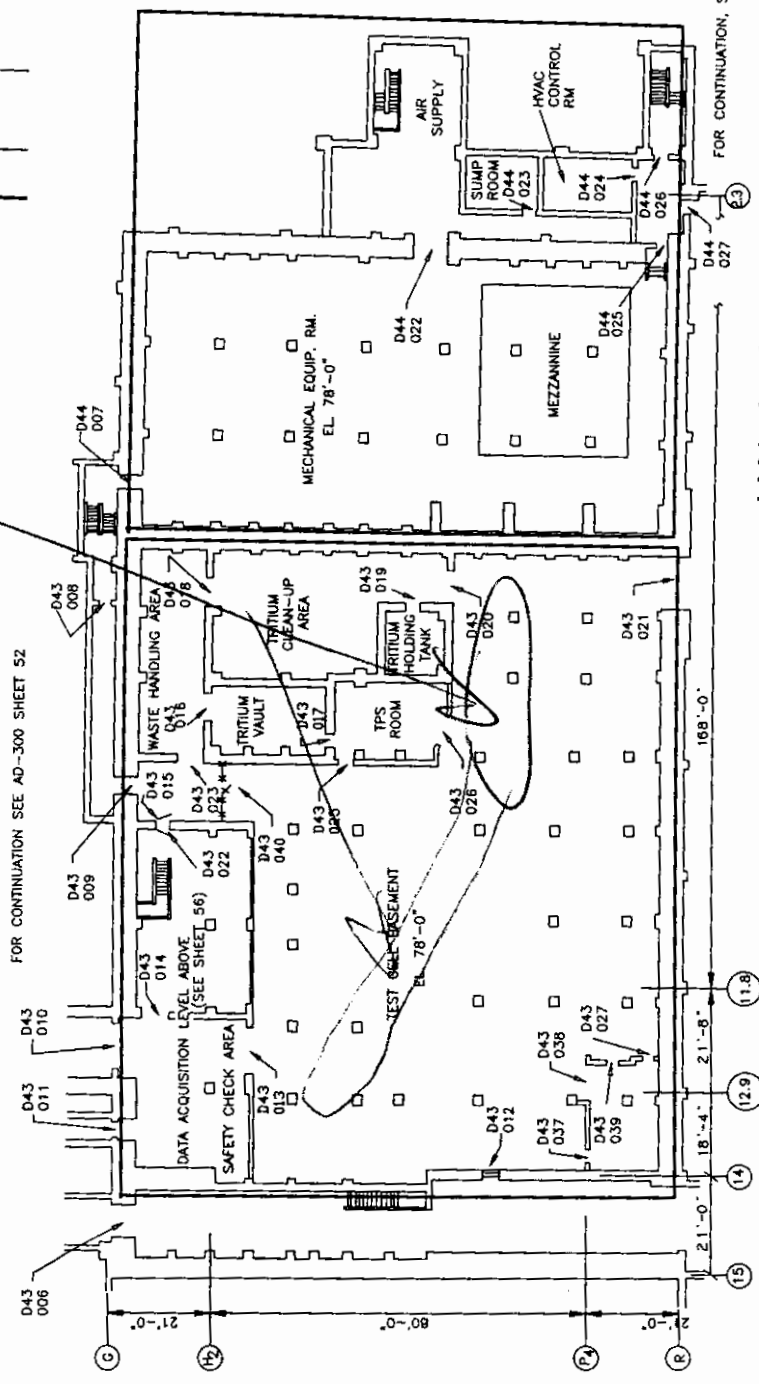 FOR CONTINUATION SEE AD-300 SHEET 52
FOR CONTINUATION, S
D43
006
D43
011
D43
010
D43
009
D43
008
D44
007
DATA ACQUISITION LEVEL ABOVE
(SEE SHEET 56)
SAFETY CHECK AREA
D43
014
D43
013
D43
022
D43
015
D43
023
D43
040
WASTE HANDLING AREA
D43
016
D43
018
TRITIUM
VAULT
D43
017
TRITIUM
CLEAN-UP
AREA
TRITIUM
HOLDING
TANK
D43
019
TPS
ROOM
D43
D43
026
D43
020
D43
021
TEST CELL BASEMENT
EL 78'-0"
D43
012
D43
037
D43
038
D43
039
D43
027
MECHANICAL EQUIP. RM.
EL. 78'-0"
MEZZANNINE
D44
022
AIR
SUPPLY
SUMP
ROOM
D44
023
HVAC
CONTROL
RM
D44
024
D44
025
D44
026
D44
027
G
H2
P4
R
21'-0"
80'-0"
15
14
12.9
11.8
2.3
21'-0"
18'-4"
21'-8"
168'-0"